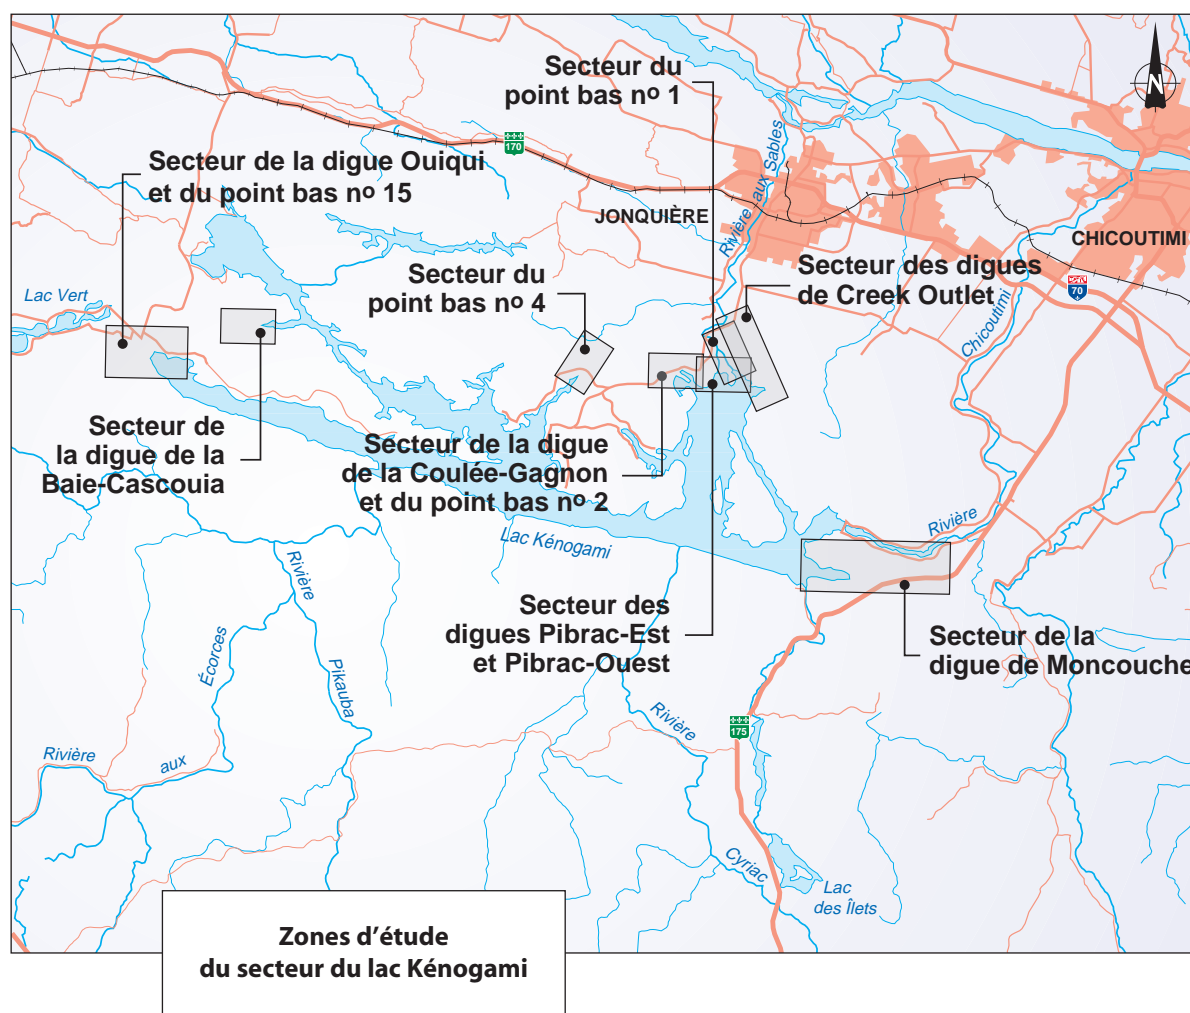 Secteur du
point bas nº 1
N
170
Secteur de la digue Ouiqui
et du point bas nº 15
Rivière aux Sables
JONQUIÈRE
CHICOUTIMI
Secteur du
point bas nº 4
Secteur des digues
de Creek Outlet
70
Lac Vert
Chicoutimi
Secteur de
la digue de la
Baie-Cascouia
Secteur de la digue
de la Coulée-Gagnon
et du point bas nº 2
Lac Kénogami
Rivière
Rivière
Pikauba
Secteur des
digues Pibrac-Est
et Pibrac-Ouest
Secteur de la
digue de Moncouche
Écorces
Rivière
175
Rivière
aux
Cyriac
Lac
des Îlets
Zones d'étude
du secteur du lac Kénogami